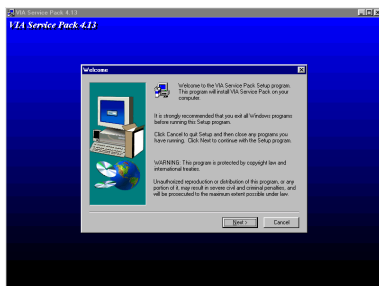 VIA Service Pack 4.13
VIA Service Pack 4.13
Welcome
Welcome to the VIA Service Pack Setup program.
This program will install VIA Service Pack on your
computer.
It is strongly recommended that you exit all Windows programs
before running this Setup program.
Click Cancel to quit Setup and then close any programs you
have running. Click Next to continue with the Setup program.
WARNING: This program is protected by copyright law and
international treaties.
Unauthorized reproduction or distribution of this program, or any
portion of it, may result in severe civil and criminal penalties, and
will be prosecuted to the maximum extent possible under law.
Next >
Cancel